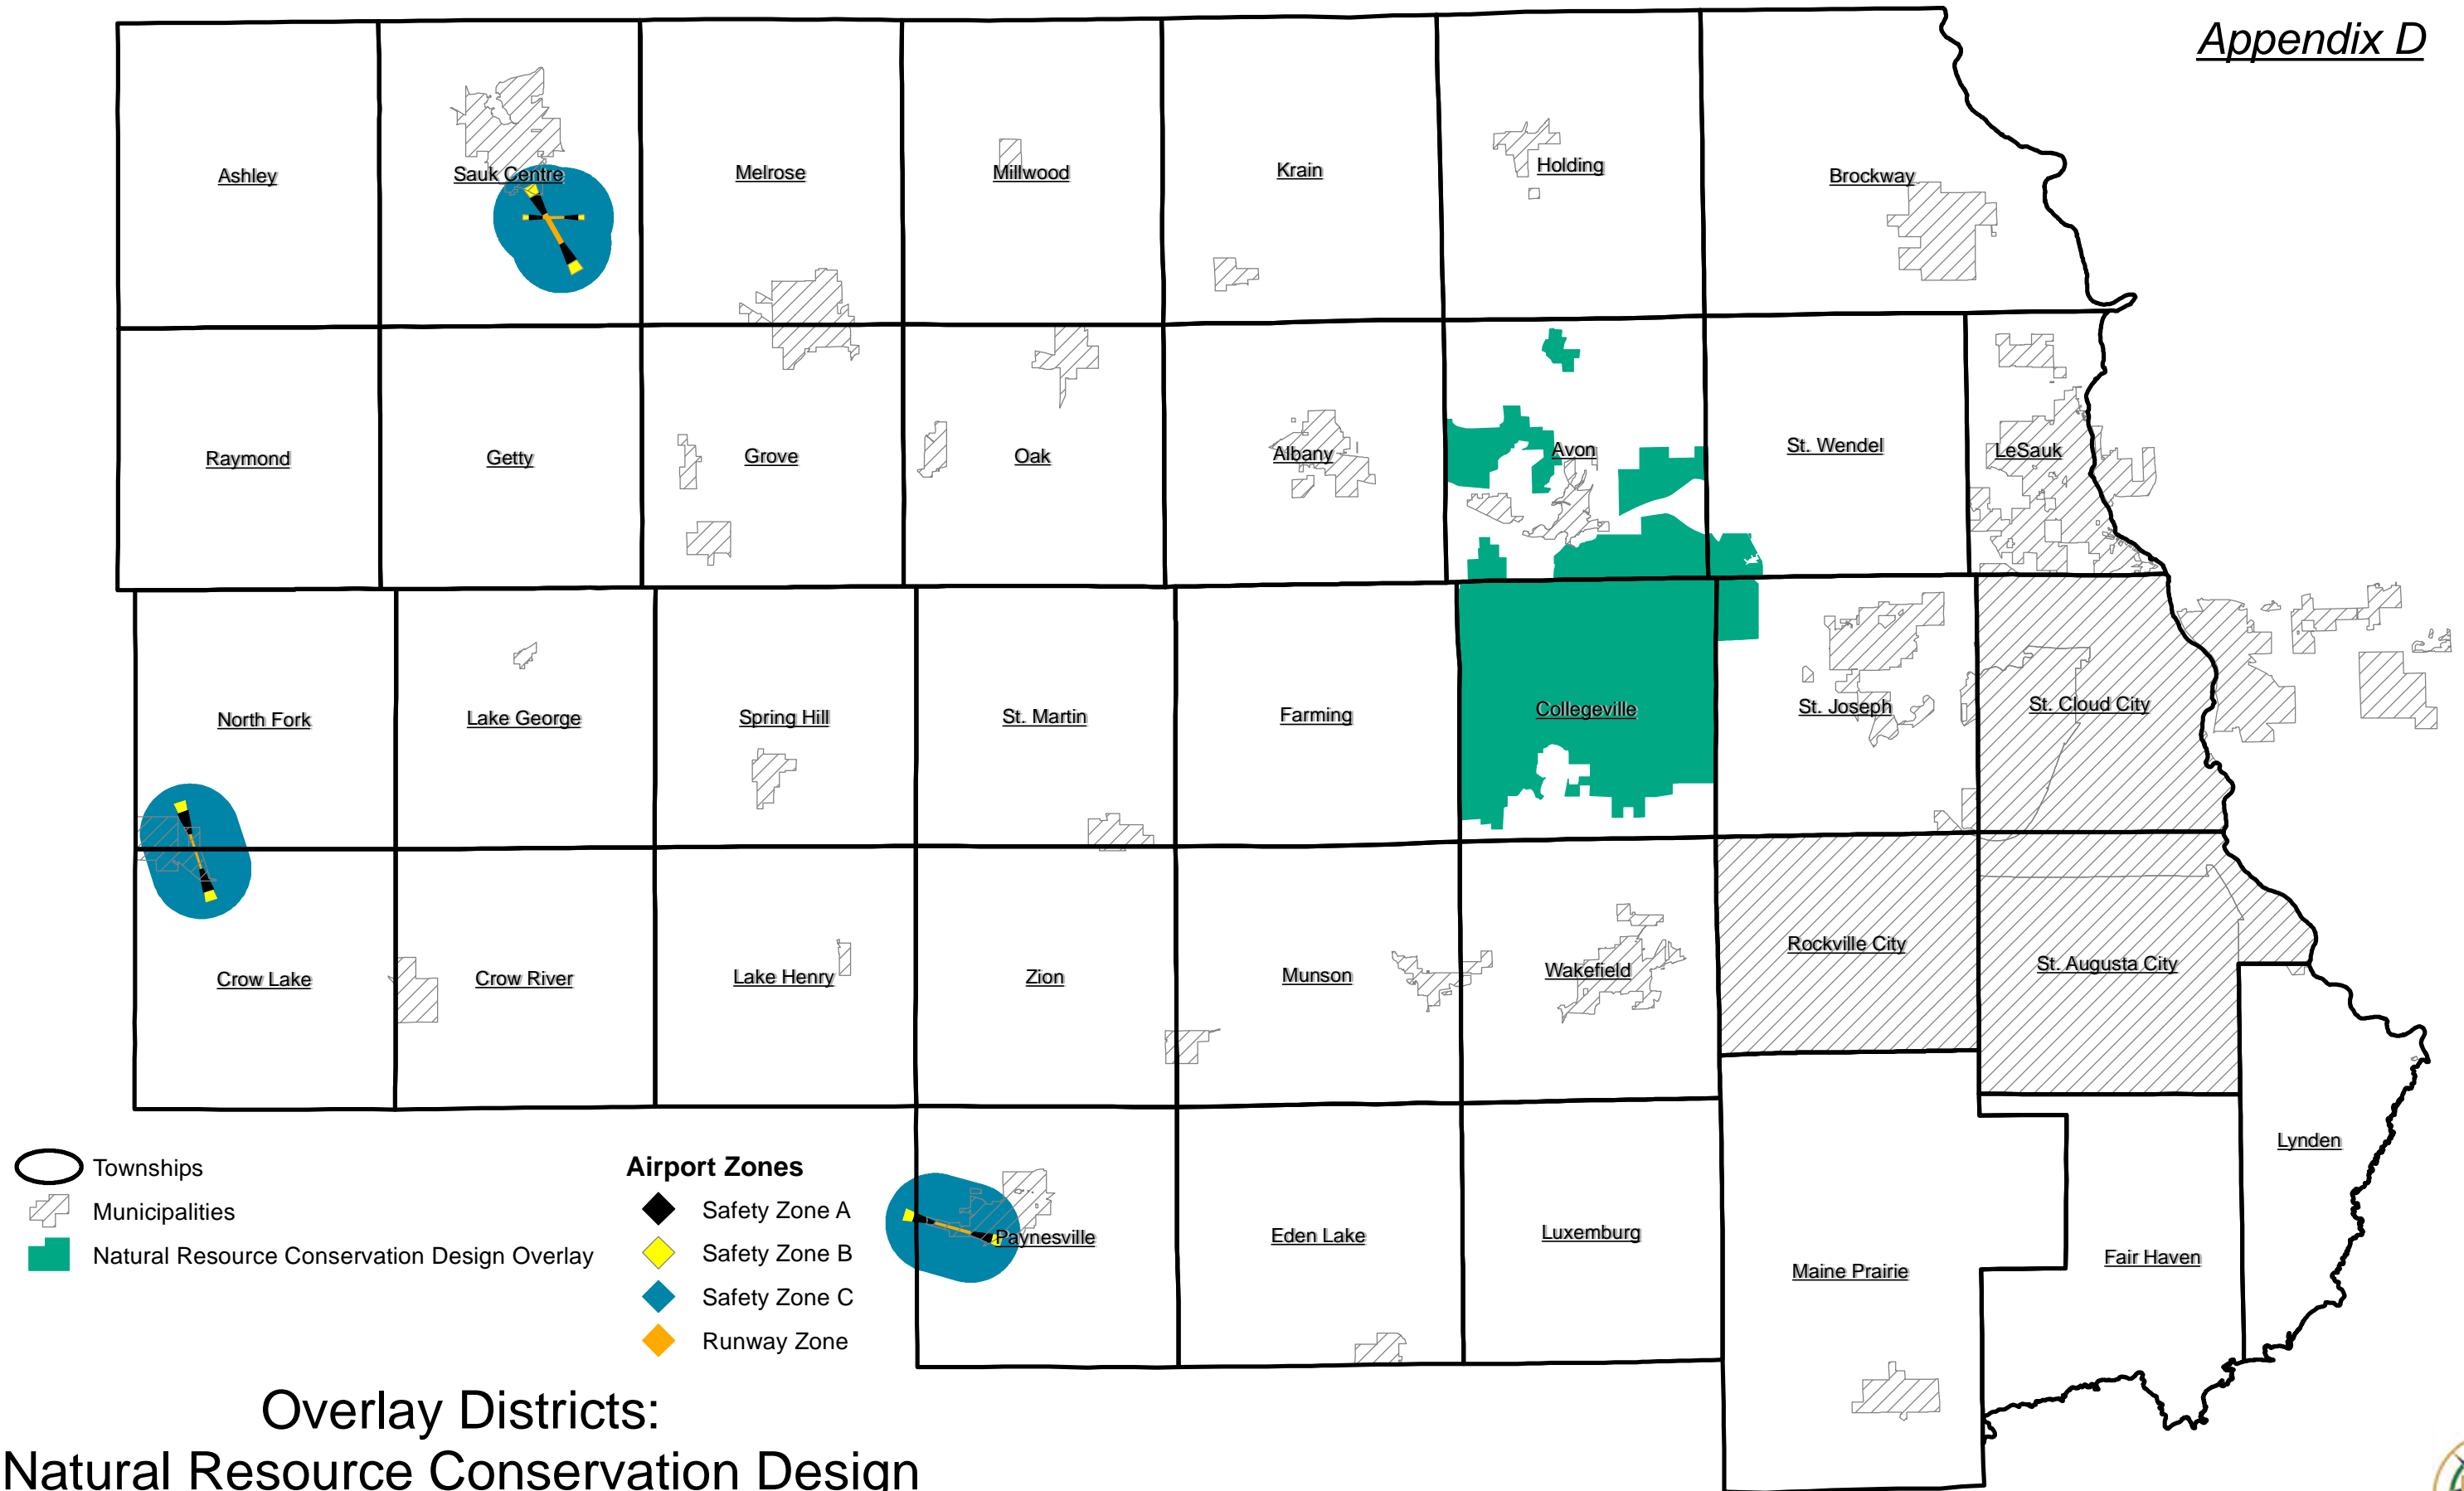 Appendix D
Ashley
Sauk Centre
Melrose
Millwood
Krain
Holding
Brockway
Raymond
Getty
Grove
Oak
Albany
Avon
St. Wendel
LeSauk
North Fork
Lake George
Spring Hill
St. Martin
Farming
Collegeville
St. Joseph
St. Cloud City
Crow Lake
Crow River
Lake Henry
Zion
Munson
Wakefield
Rockville City
St. Augusta City
Paynesville
Eden Lake
Luxemburg
Maine Prairie
Fair Haven
Lynden
Townships
Municipalities
Natural Resource Conservation Design Overlay
Airport Zones
Safety Zone A
Safety Zone B
Safety Zone C
Runway Zone
Overlay Districts:
Natural Resource Conservation Design